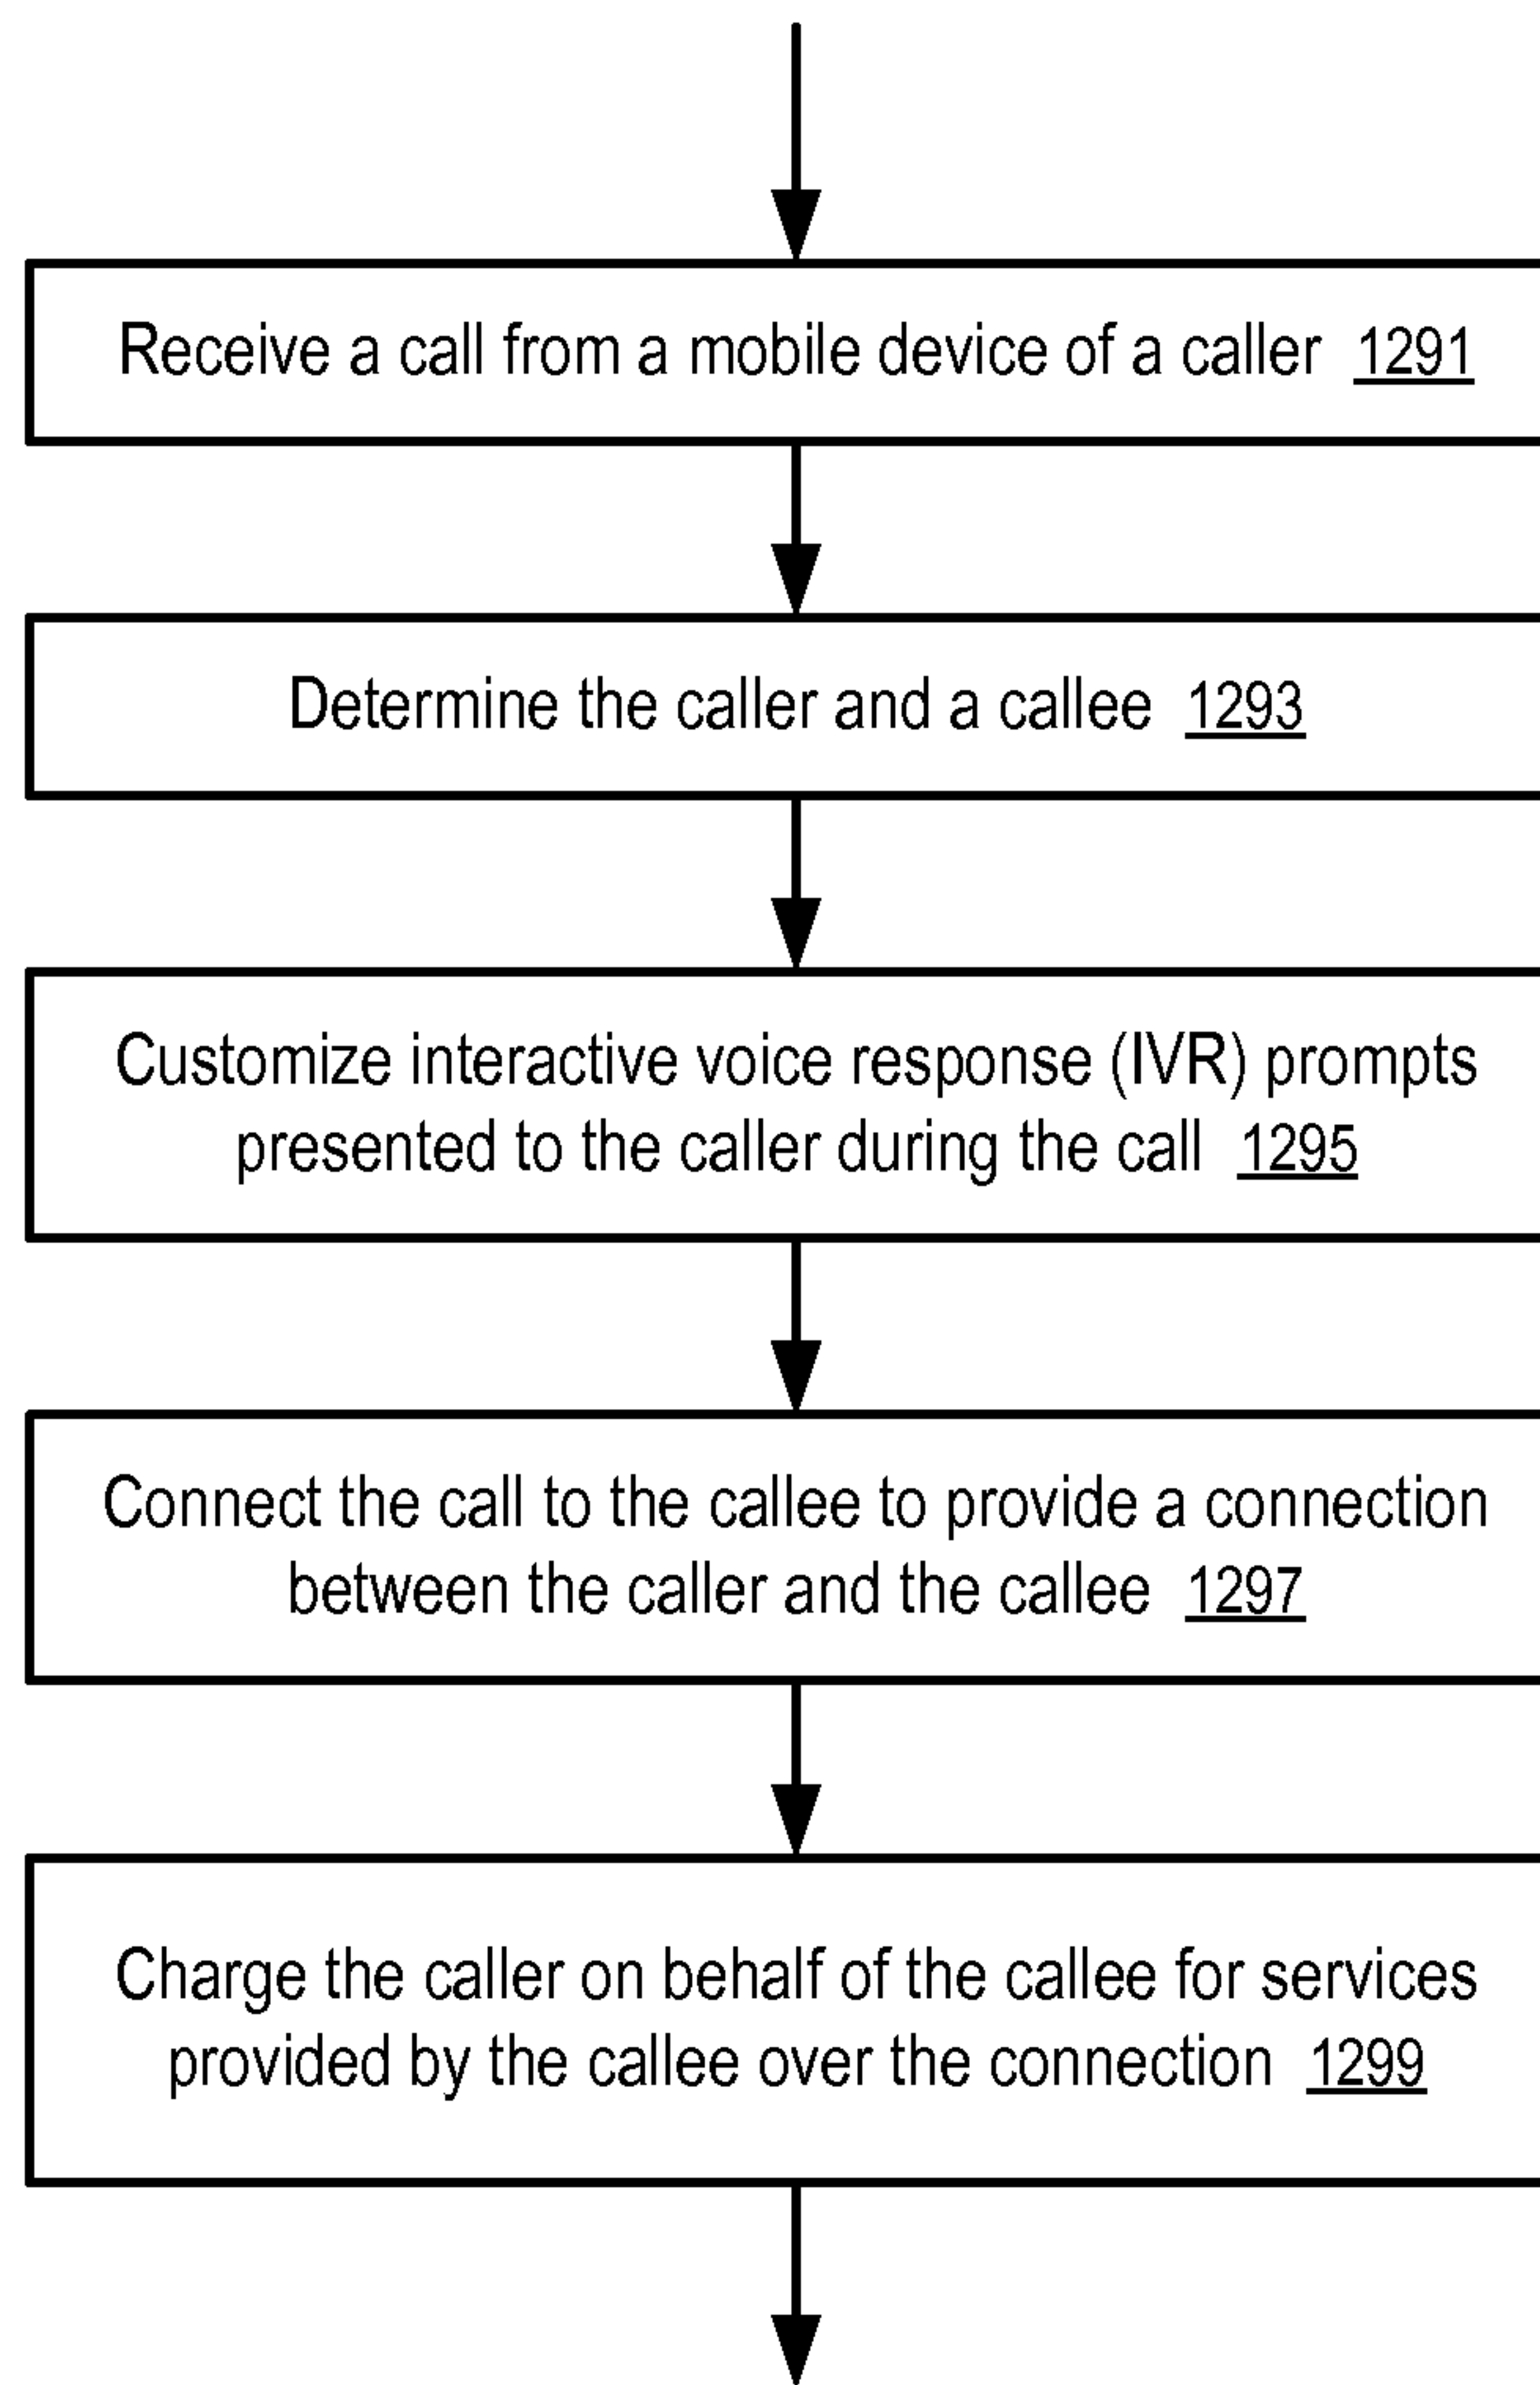 Receive a call from a mobile device of a caller 1291
Determine the caller and a callee 1293
Customize interactive voice response (IVR) prompts
presented to the caller during the call 1295
Connect the call to the callee to provide a connection
between the caller and the callee 1297
Charge the caller on behalf of the callee for services
provided by the callee over the connection 1299